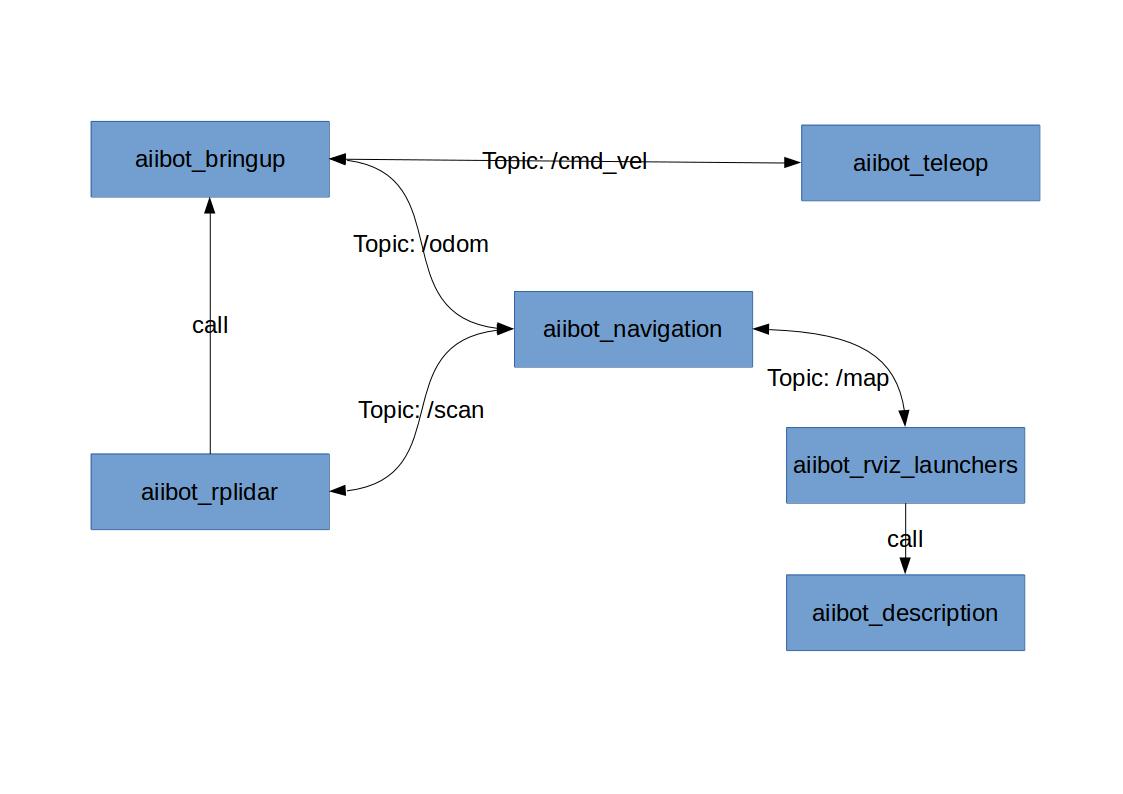 aiibot_bringup
Topic: /cmd_vel
aiibot_teleop
Topic: /odom
call
aiibot_navigation
Topic: /map
Topic: /scan
aiibot_rviz_launchers
aiibot_rplidar
call
aiibot_description